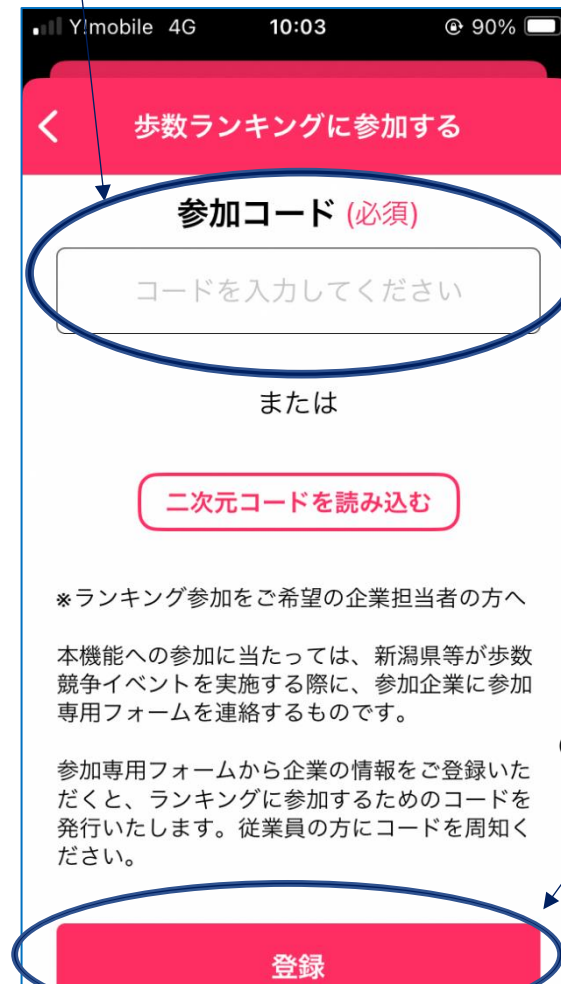 Y!mobile 4G 10:03 90%
歩数ランキングに参加する
参加コード (必須)
コードを入力してください
または
二次元コードを読み込む
※ランキング参加をご希望の企業担当者の方へ
本機能への参加に当たっては、新潟県等が歩数
競争イベントを実施する際に、参加企業に参加
専用フォームを連絡するものです。
参加専用フォームから企業の情報をご登録いた
だくと、ランキングに参加するためのコードを
発行いたします。従業員の方にコードを周知く
ださい。
登録